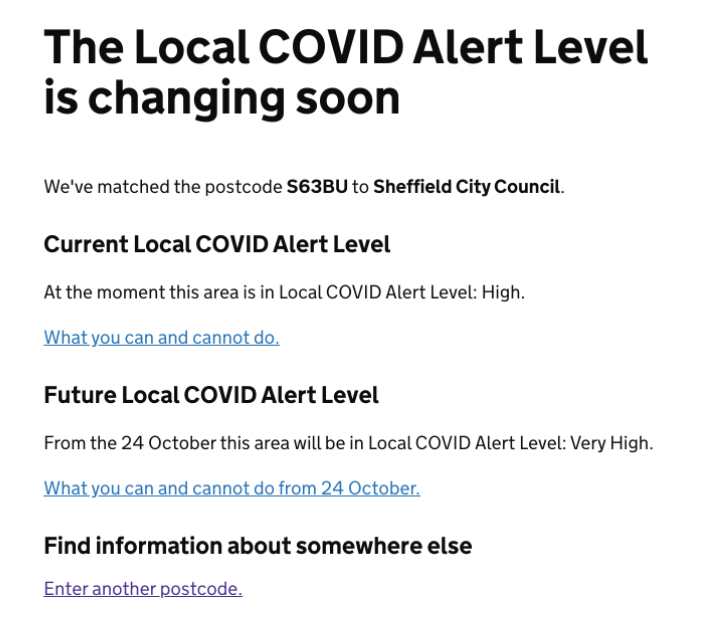 The Local COVID Alert Level
is changing soon
We've matched the postcode S63BU to Sheffield City Council.
Current Local COVID Alert Level
At the moment this area is in Local COVID Alert Level: High.
What you can and cannot do.
Future Local COVID Alert Level
From the 24 October this area will be in Local COVID Alert Level: Very High.
What you can and cannot do from 24 October.
Find information about somewhere else
Enter another postcode.